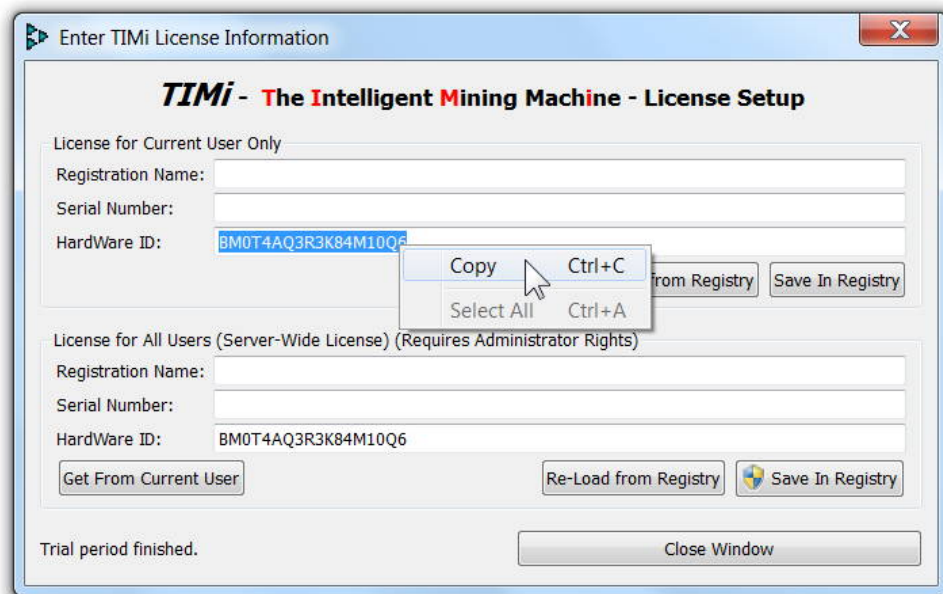 Enter TIMi License Information
TIMi - The Intelligent Mining Machine - License Setup
License for Current User Only
Registration Name:
Serial Number:
HardWare ID: BM0T4AQ3R3K84M10Q6
Copy Ctrl+C
Select All Ctrl+A
from Registry Save In Registry
License for All Users (Server-Wide License) (Requires Administrator Rights)
Registration Name:
Serial Number:
HardWare ID: BM0T4AQ3R3K84M10Q6
Get From Current User Re-Load from Registry Save In Registry
Trial period finished. Close Window